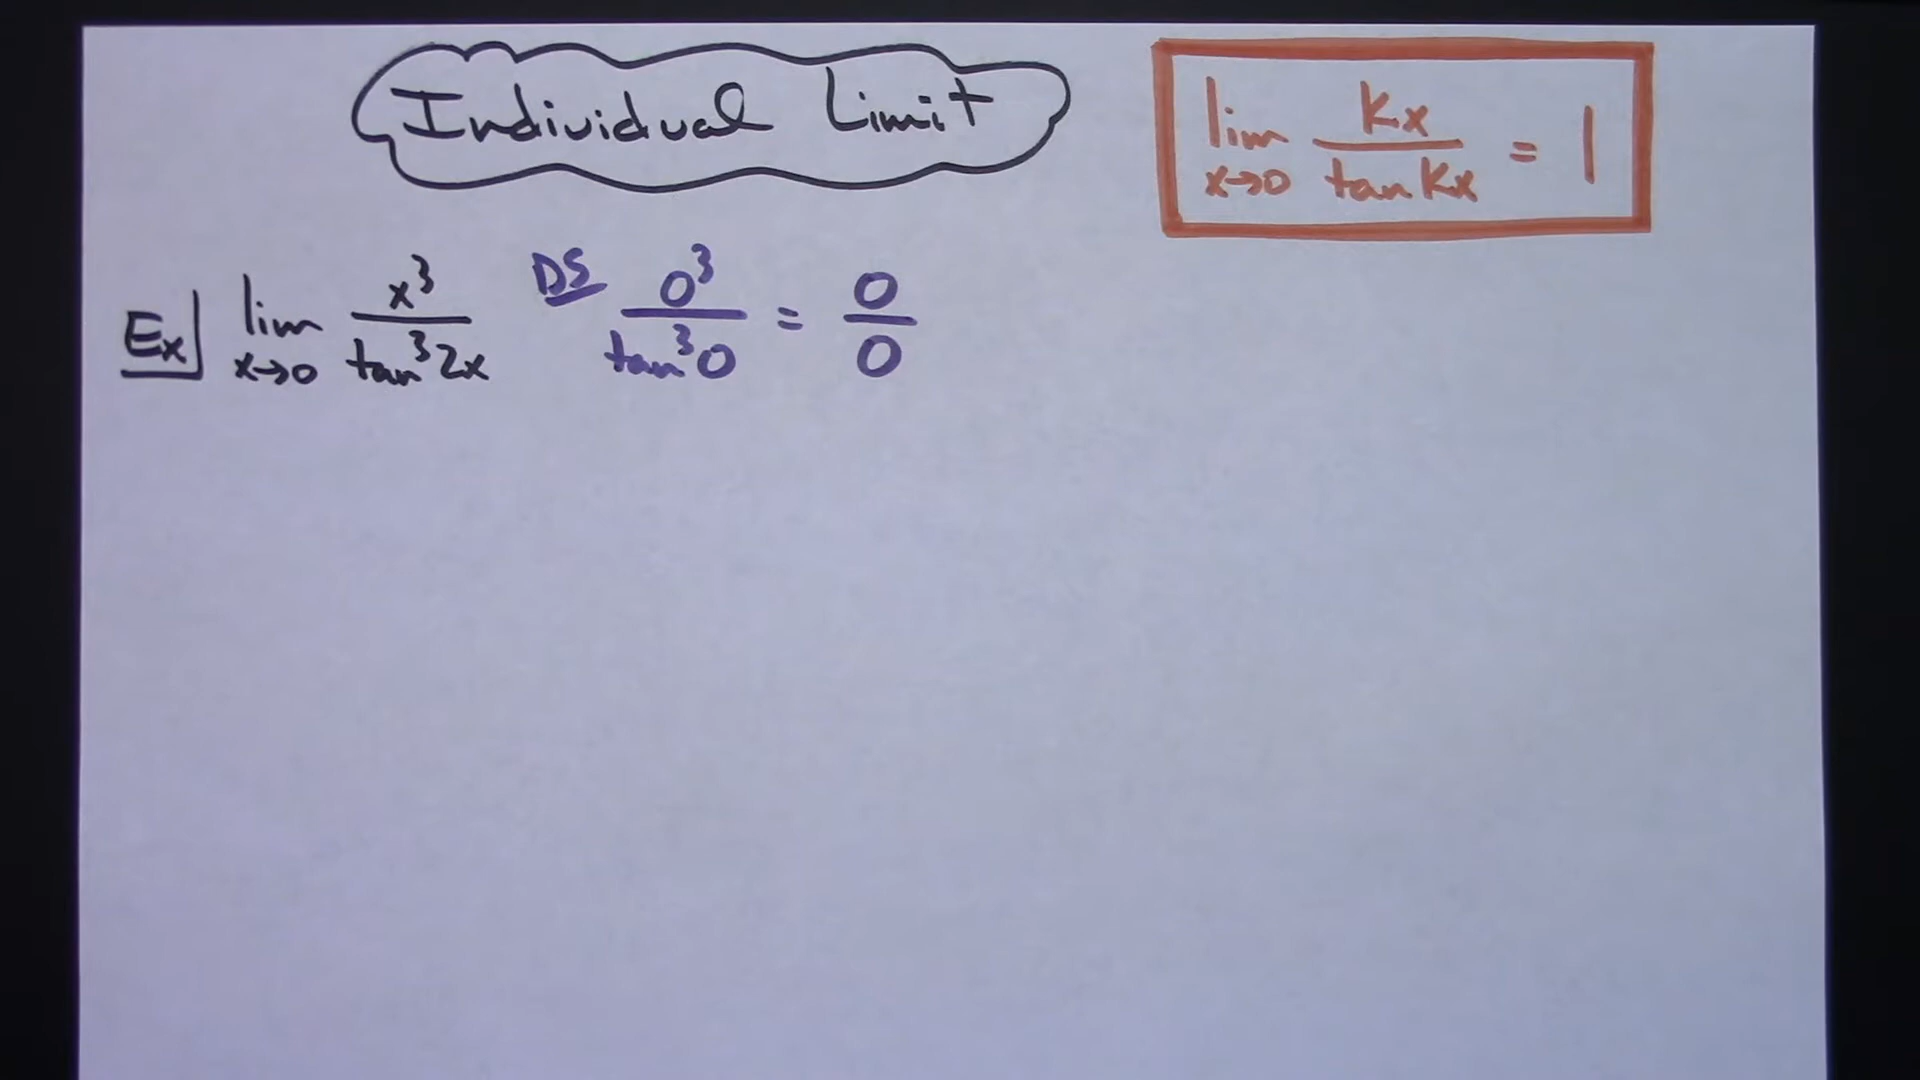 Individual Limit
lim x→0 Kx/tan Kx = 1
Ex lim x→0 x³/tan³2x DS 0³/tan³0 = 0/0